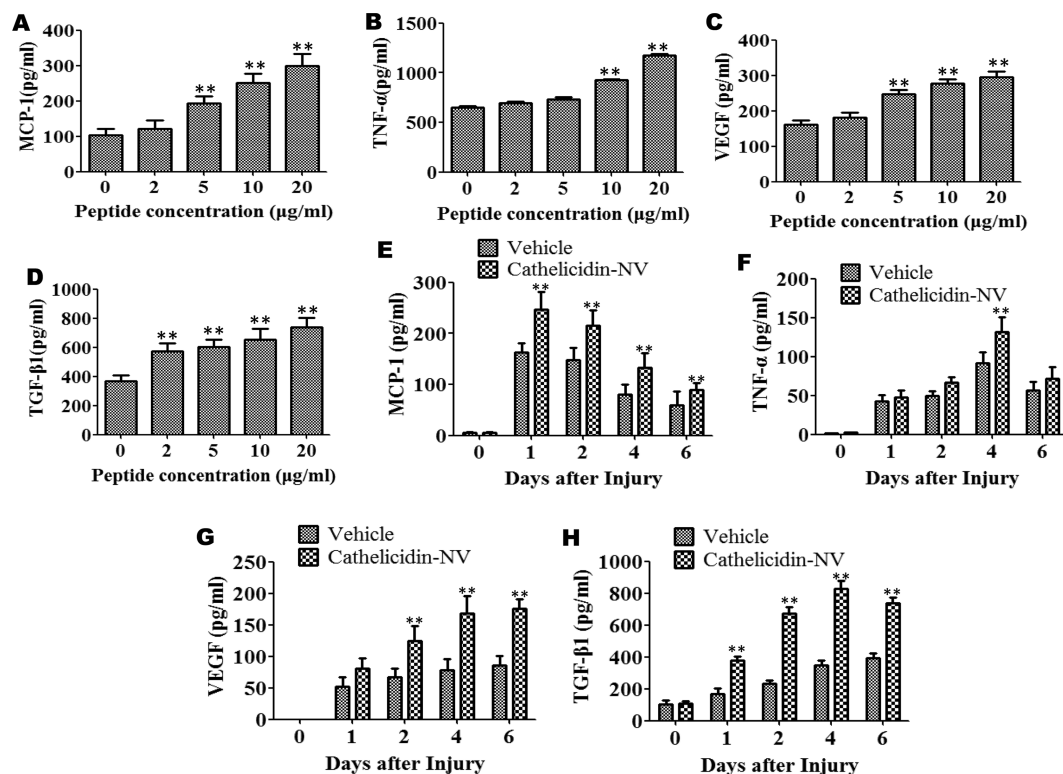 A
MCP-1(pg/ml)
400
300
200
100
0
** ** **
0 2 5 10 20
Peptide concentration (µg/ml)
B
TNF-α(pg/ml)
1500
1000
500
0
** **
0 2 5 10 20
Peptide concentration (µg/ml)
C
VEGF (pg/ml)
400
300
200
100
0
** ** **
0 2 5 10 20
Peptide concentration (µg/ml)
D
TGF-β1(pg/ml)
1000
800
600
400
200
0
** ** ** **
0 2 5 10 20
Peptide concentration (µg/ml)
E
Vehicle
Cathelicidin-NV
MCP-1 (pg/ml)
300
200
100
0
** ** ** **
0 1 2 4 6
Days after Injury
F
Vehicle
Cathelicidin-NV
TNF-α (pg/ml)
200
150
100
50
0
**
0 1 2 4 6
Days after Injury
G
Vehicle
Cathelicidin-NV
VEGF (pg/ml)
250
200
150
100
50
0
** ** **
0 1 2 4 6
Days after Injury
H
Vehicle
Cathelicidin-NV
TGF-β1 (pg/ml)
1000
800
600
400
200
0
** ** ** **
0 1 2 4 6
Days after Injury